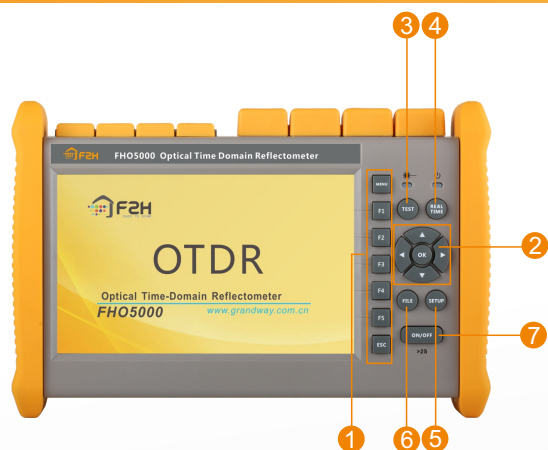 3 4
F2H FHO5000 Optical Time Domain Reflectometer
MENU
F1
TEST
REAL
TIME
F2H
F2
2
OTDR
OK
F3
1
F4
Optical Time-Domain Reflectometer
FILE
SETUP
FHO5000 www.grandway.com.cn
F5
ON/OFF
7
ESC
>2S
1 6 5